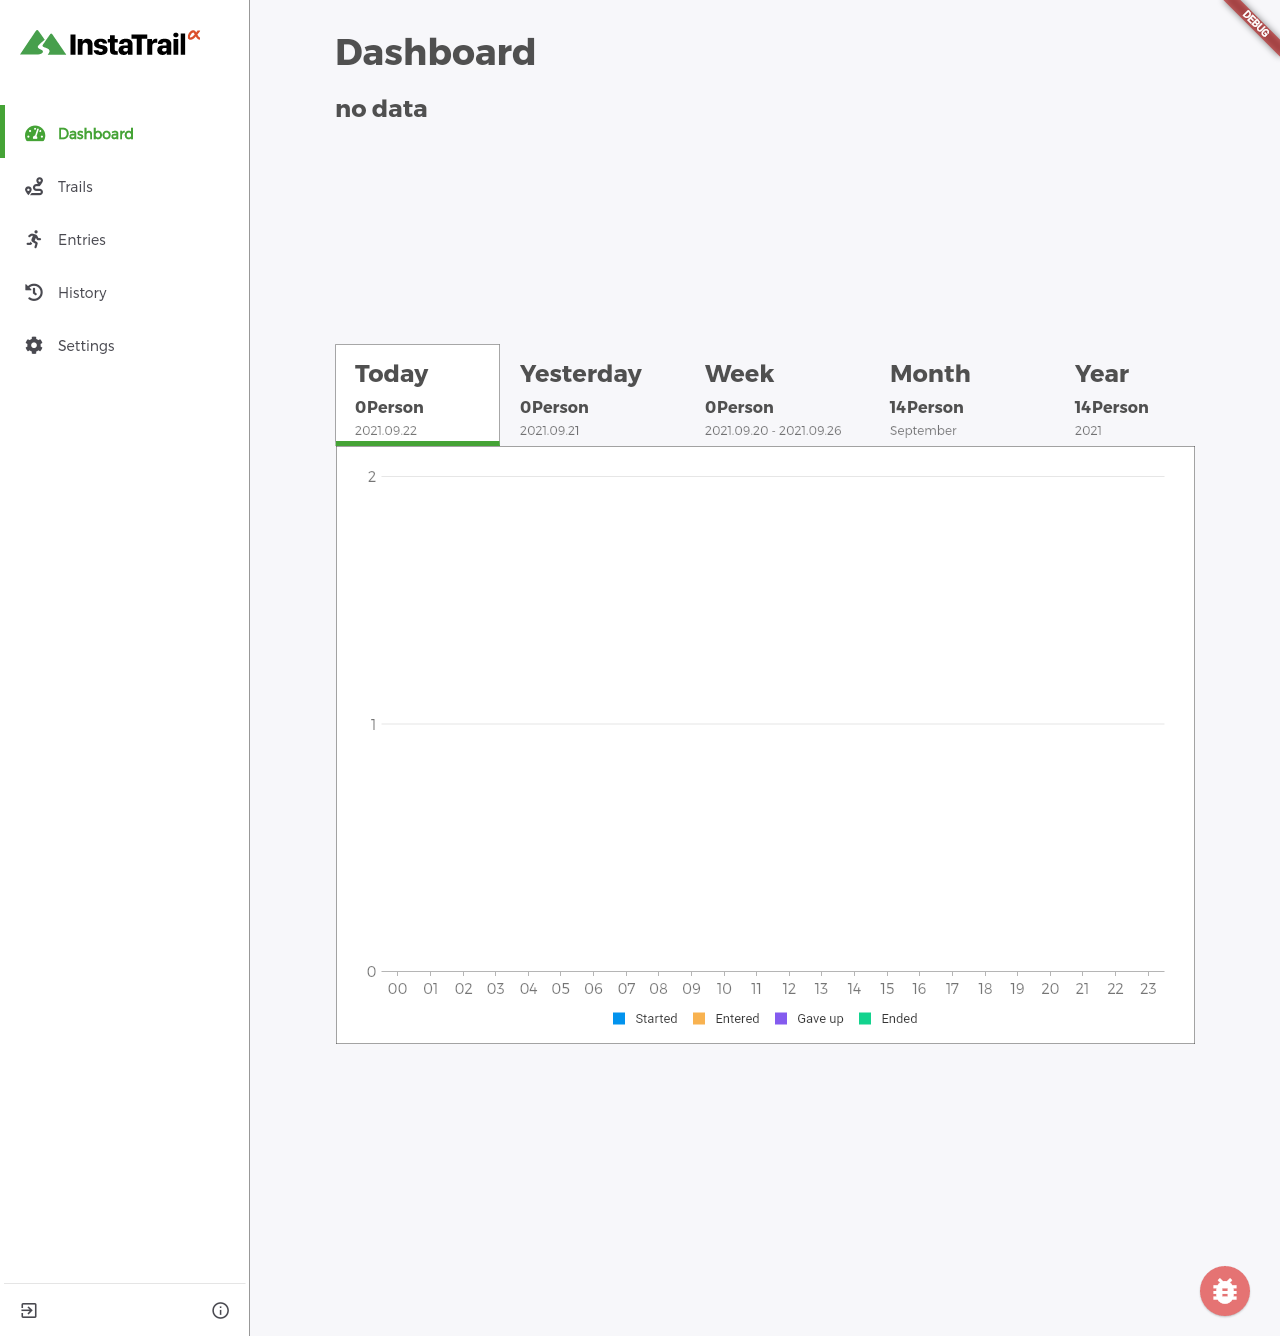 InstaTrail α
DEBUG
Dashboard
Trails
Entries
History
Settings
Dashboard
no data
Today
0Person
2021.09.22
Yesterday
0Person
2021.09.21
Week
0Person
2021.09.20 - 2021.09.26
Month
14Person
September
Year
14Person
2021
2
1
0
00 01 02 03 04 05 06 07 08 09 10 11 12 13 14 15 16 17 18 19 20 21 22 23
Started Entered Gave up Ended